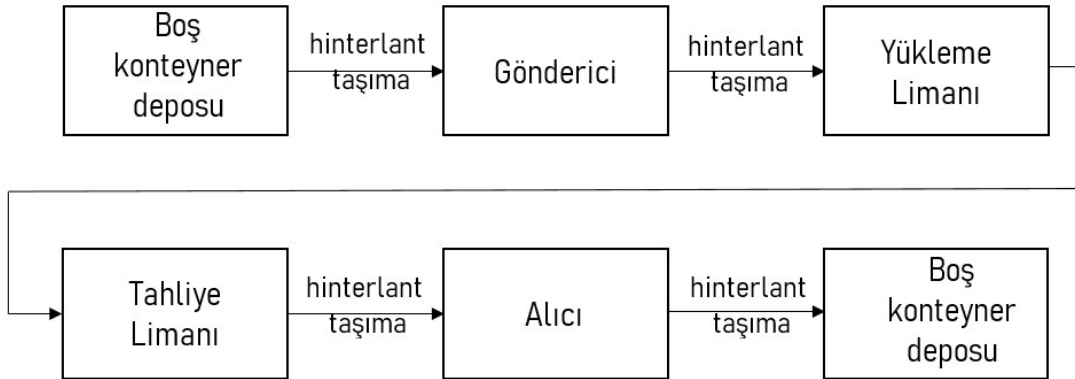 Boş
konteyner
deposu
hinterlant
taşıma
Gönderici
hinterlant
taşıma
Yükleme
Limanı
Tahliye
Limanı
hinterlant
taşıma
Alıcı
hinterlant
taşıma
Boş
konteyner
deposu